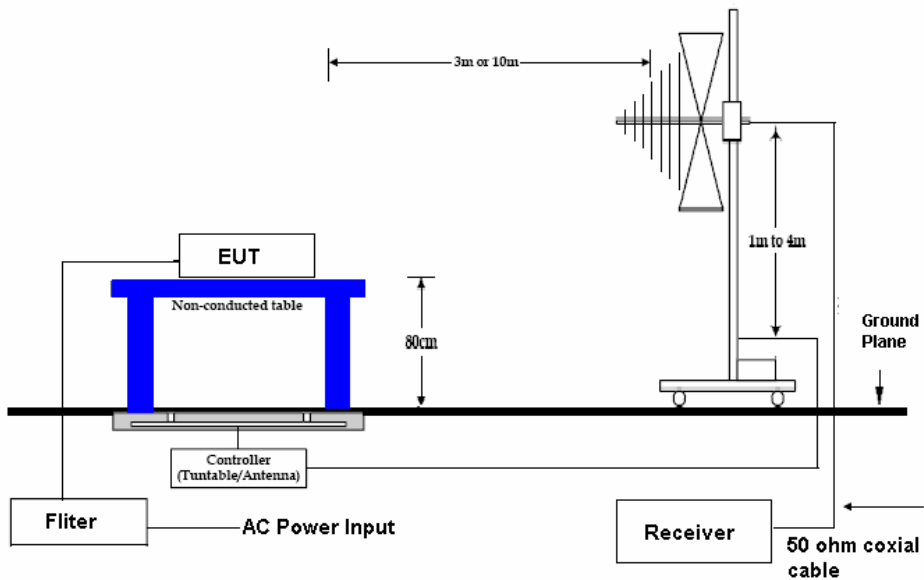 3m or 10m
EUT
1m to 4m
Non-conducted table
80cm
Ground
Plane
Controller
(Tuntable/Antenna)
Fliter
AC Power Input
Receiver
50 ohm coxial
cable